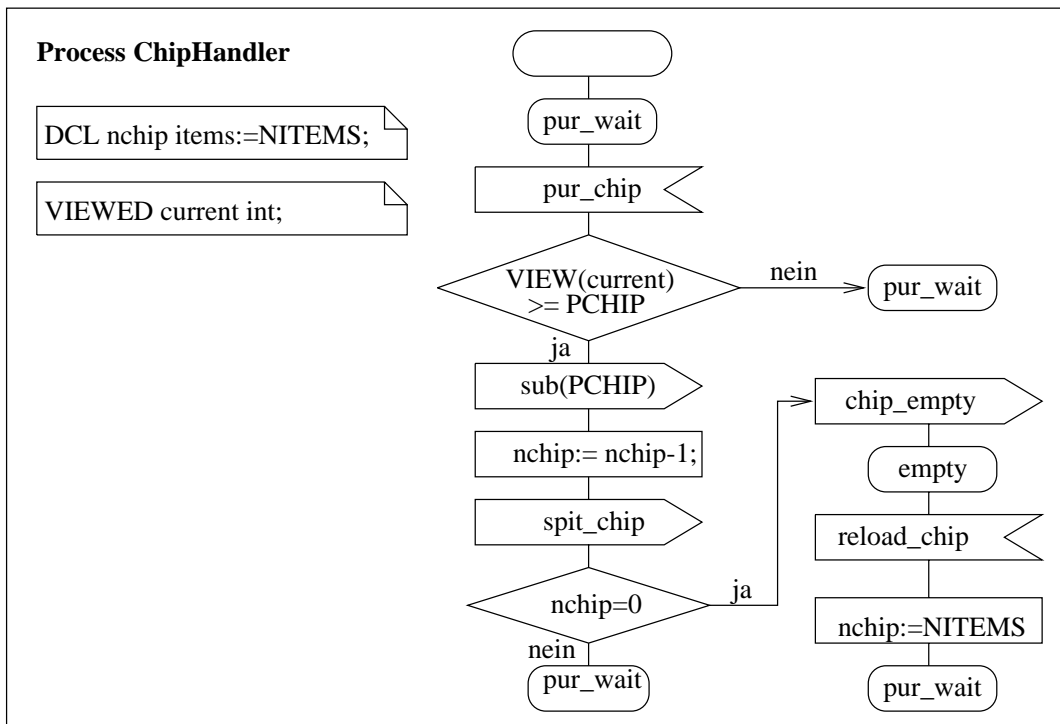 Process ChipHandler
DCL nchip items:=NITEMS;
VIEWED current int;
pur_wait
pur_chip
VIEW(current)
>= PCHIP
nein
pur_wait
ja
sub(PCHIP)
nchip:= nchip-1;
spit_chip
nchip=0
ja
nein
pur_wait
chip_empty
empty
reload_chip
nchip:=NITEMS
pur_wait